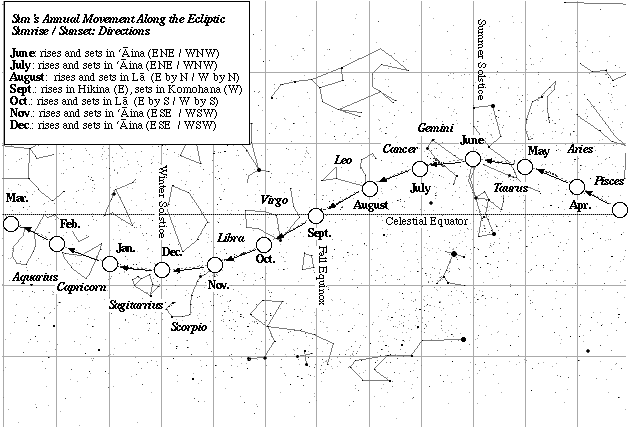 Sun's Annual Movement Along the Ecliptic
Sunrise / Sunset: Directions
June: rises and sets in ʻĀina (ENE / WNW)
July: rises and sets in ʻĀina (ENE / WNW)
August: rises and sets in Lā (E by N / W by N)
Sept.: rises in Hikina (E), sets in Komohana (W)
Oct.: rises and sets in Lā (E by S / W by S)
Nov.: rises and sets in ʻĀina (ESE / WSW)
Dec.: rises and sets in ʻĀina (ESE / WSW)
Summer Solstice
Gemini
Cancer
June
Leo
May
Aries
Pisces
July
Taurus
August
Apr.
Winter Solstice
Mar.
Virgo
Celestial Equator
Feb.
Sept.
Libra
Jan.
Dec.
Oct.
Fall Equinox
Aquarius
Capricorn
Nov.
Sagitarrius
Scorpio